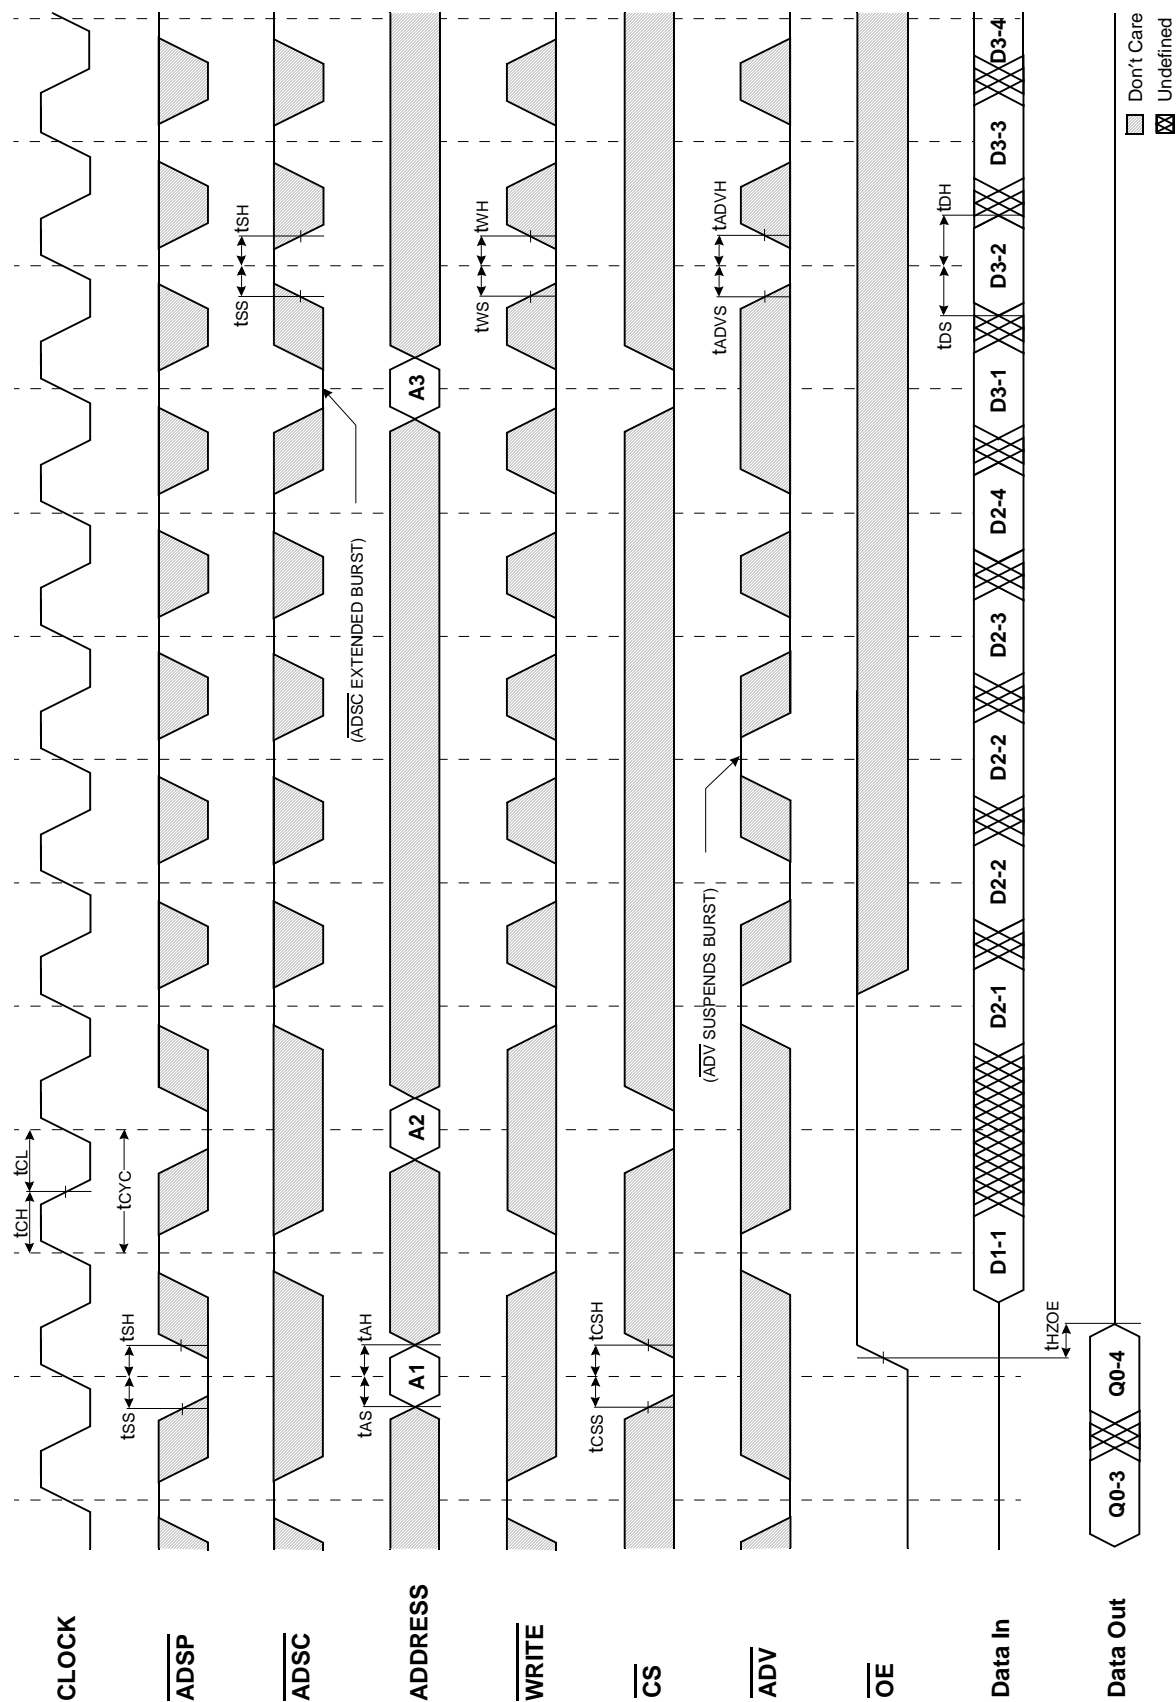 CLOCK
tCH
tCL
tCYC
ADSP
tSS
tSH
ADSC
tSS
tSH
(ADSC EXTENDED BURST)
ADDRESS
tAS
tAH
A1
A2
A3
WRITE
tWS
tWH
CS
tCSS
tCSH
ADV
(ADV SUSPENDS BURST)
tADVS
tADVH
OE
Data In
D1-1
D2-1
D2-2
D2-2
D2-3
D2-4
D3-1
D3-2
D3-3
D3-4
tDS
tDH
tHZOE
Data Out
Q0-3
Q0-4
Don't Care
Undefined